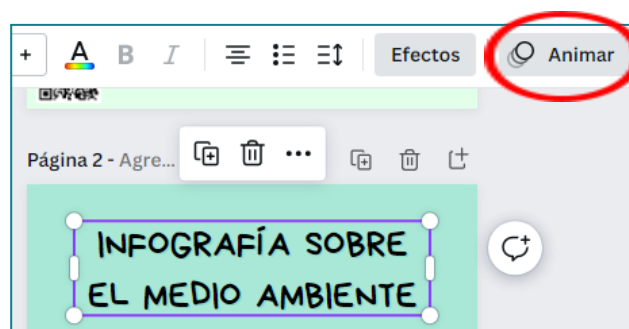 + A B I Efectos Animar
Página 2 - Agre...
INFOGRAFÍA SOBRE
EL MEDIO AMBIENTE